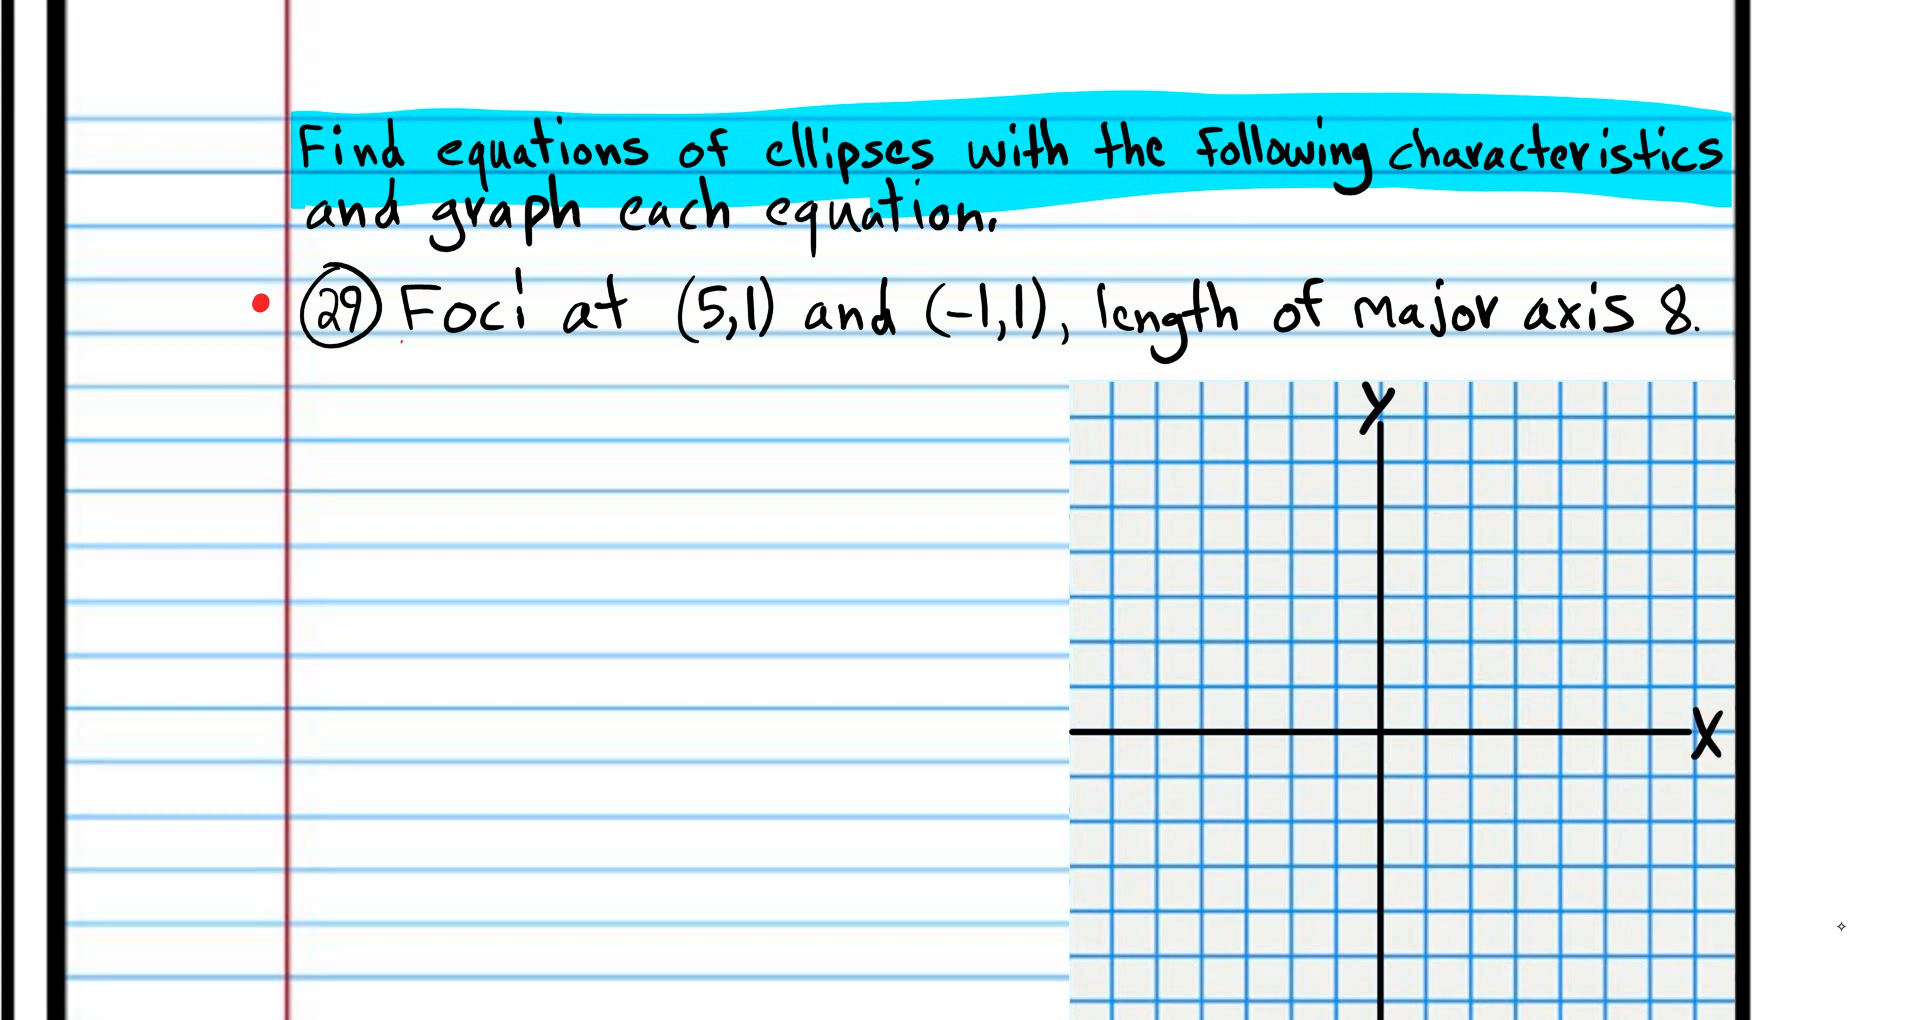 Find equations of ellipses with the following characteristics
and graph each equation.
29 Foci at (5,1) and (-1,1), length of major axis 8.
y
x